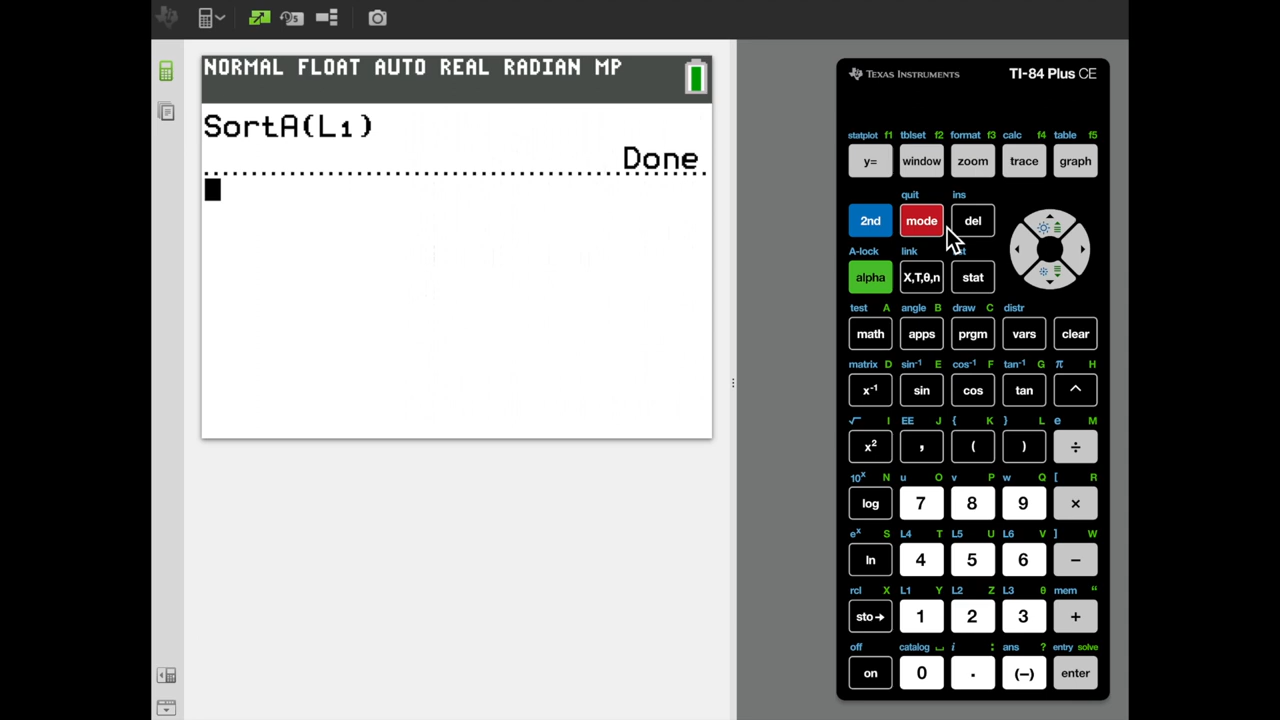 NORMAL FLOAT AUTO REAL RADIAN MP
SortA(L₁)
Done
TEXAS INSTRUMENTS TI-84 Plus CE
statplot f1 tblset f2 format f3 calc f4 table f5
y= window zoom trace graph
quit ins
2nd mode del
A-lock link
alpha X,T,θ,n stat
test A angle B draw C distr
math apps prgm vars clear
matrix D sin⁻¹ E cos⁻¹ F tan⁻¹ G π H
x⁻¹ sin cos tan ^
√ I EE J { K } L e M
x² , ( ) ÷
10ˣ N u O v P w Q [ R
log 7 8 9 ×
eˣ S L4 T L5 U L6 V ] W
ln 4 5 6 −
rcl X L1 Y L2 Z L3 θ mem “
sto→ 1 2 3 +
off catalog ⎵ i : ans ? entry solve
on 0 . (−) enter